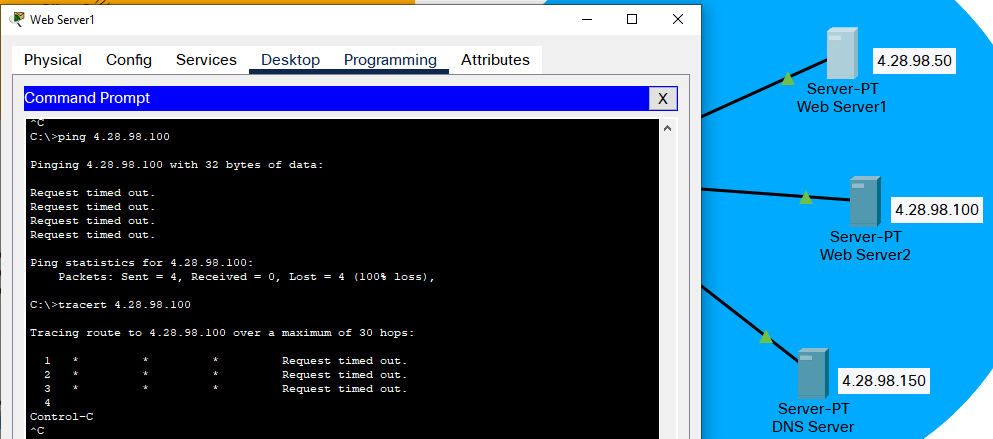 Web Server1
Physical Config Services Desktop Programming Attributes
Command Prompt X
^C
C:\>ping 4.28.98.100
Pinging 4.28.98.100 with 32 bytes of data:
Request timed out.
Request timed out.
Request timed out.
Request timed out.
Ping statistics for 4.28.98.100:
Packets: Sent = 4, Received = 0, Lost = 4 (100% loss),
C:\>tracert 4.28.98.100
Tracing route to 4.28.98.100 over a maximum of 30 hops:
1 * * * Request timed out.
2 * * * Request timed out.
3 * * * Request timed out.
4
Control-C
^C
4.28.98.50
Server-PT
Web Server1
4.28.98.100
Server-PT
Web Server2
4.28.98.150
Server-PT
DNS Server